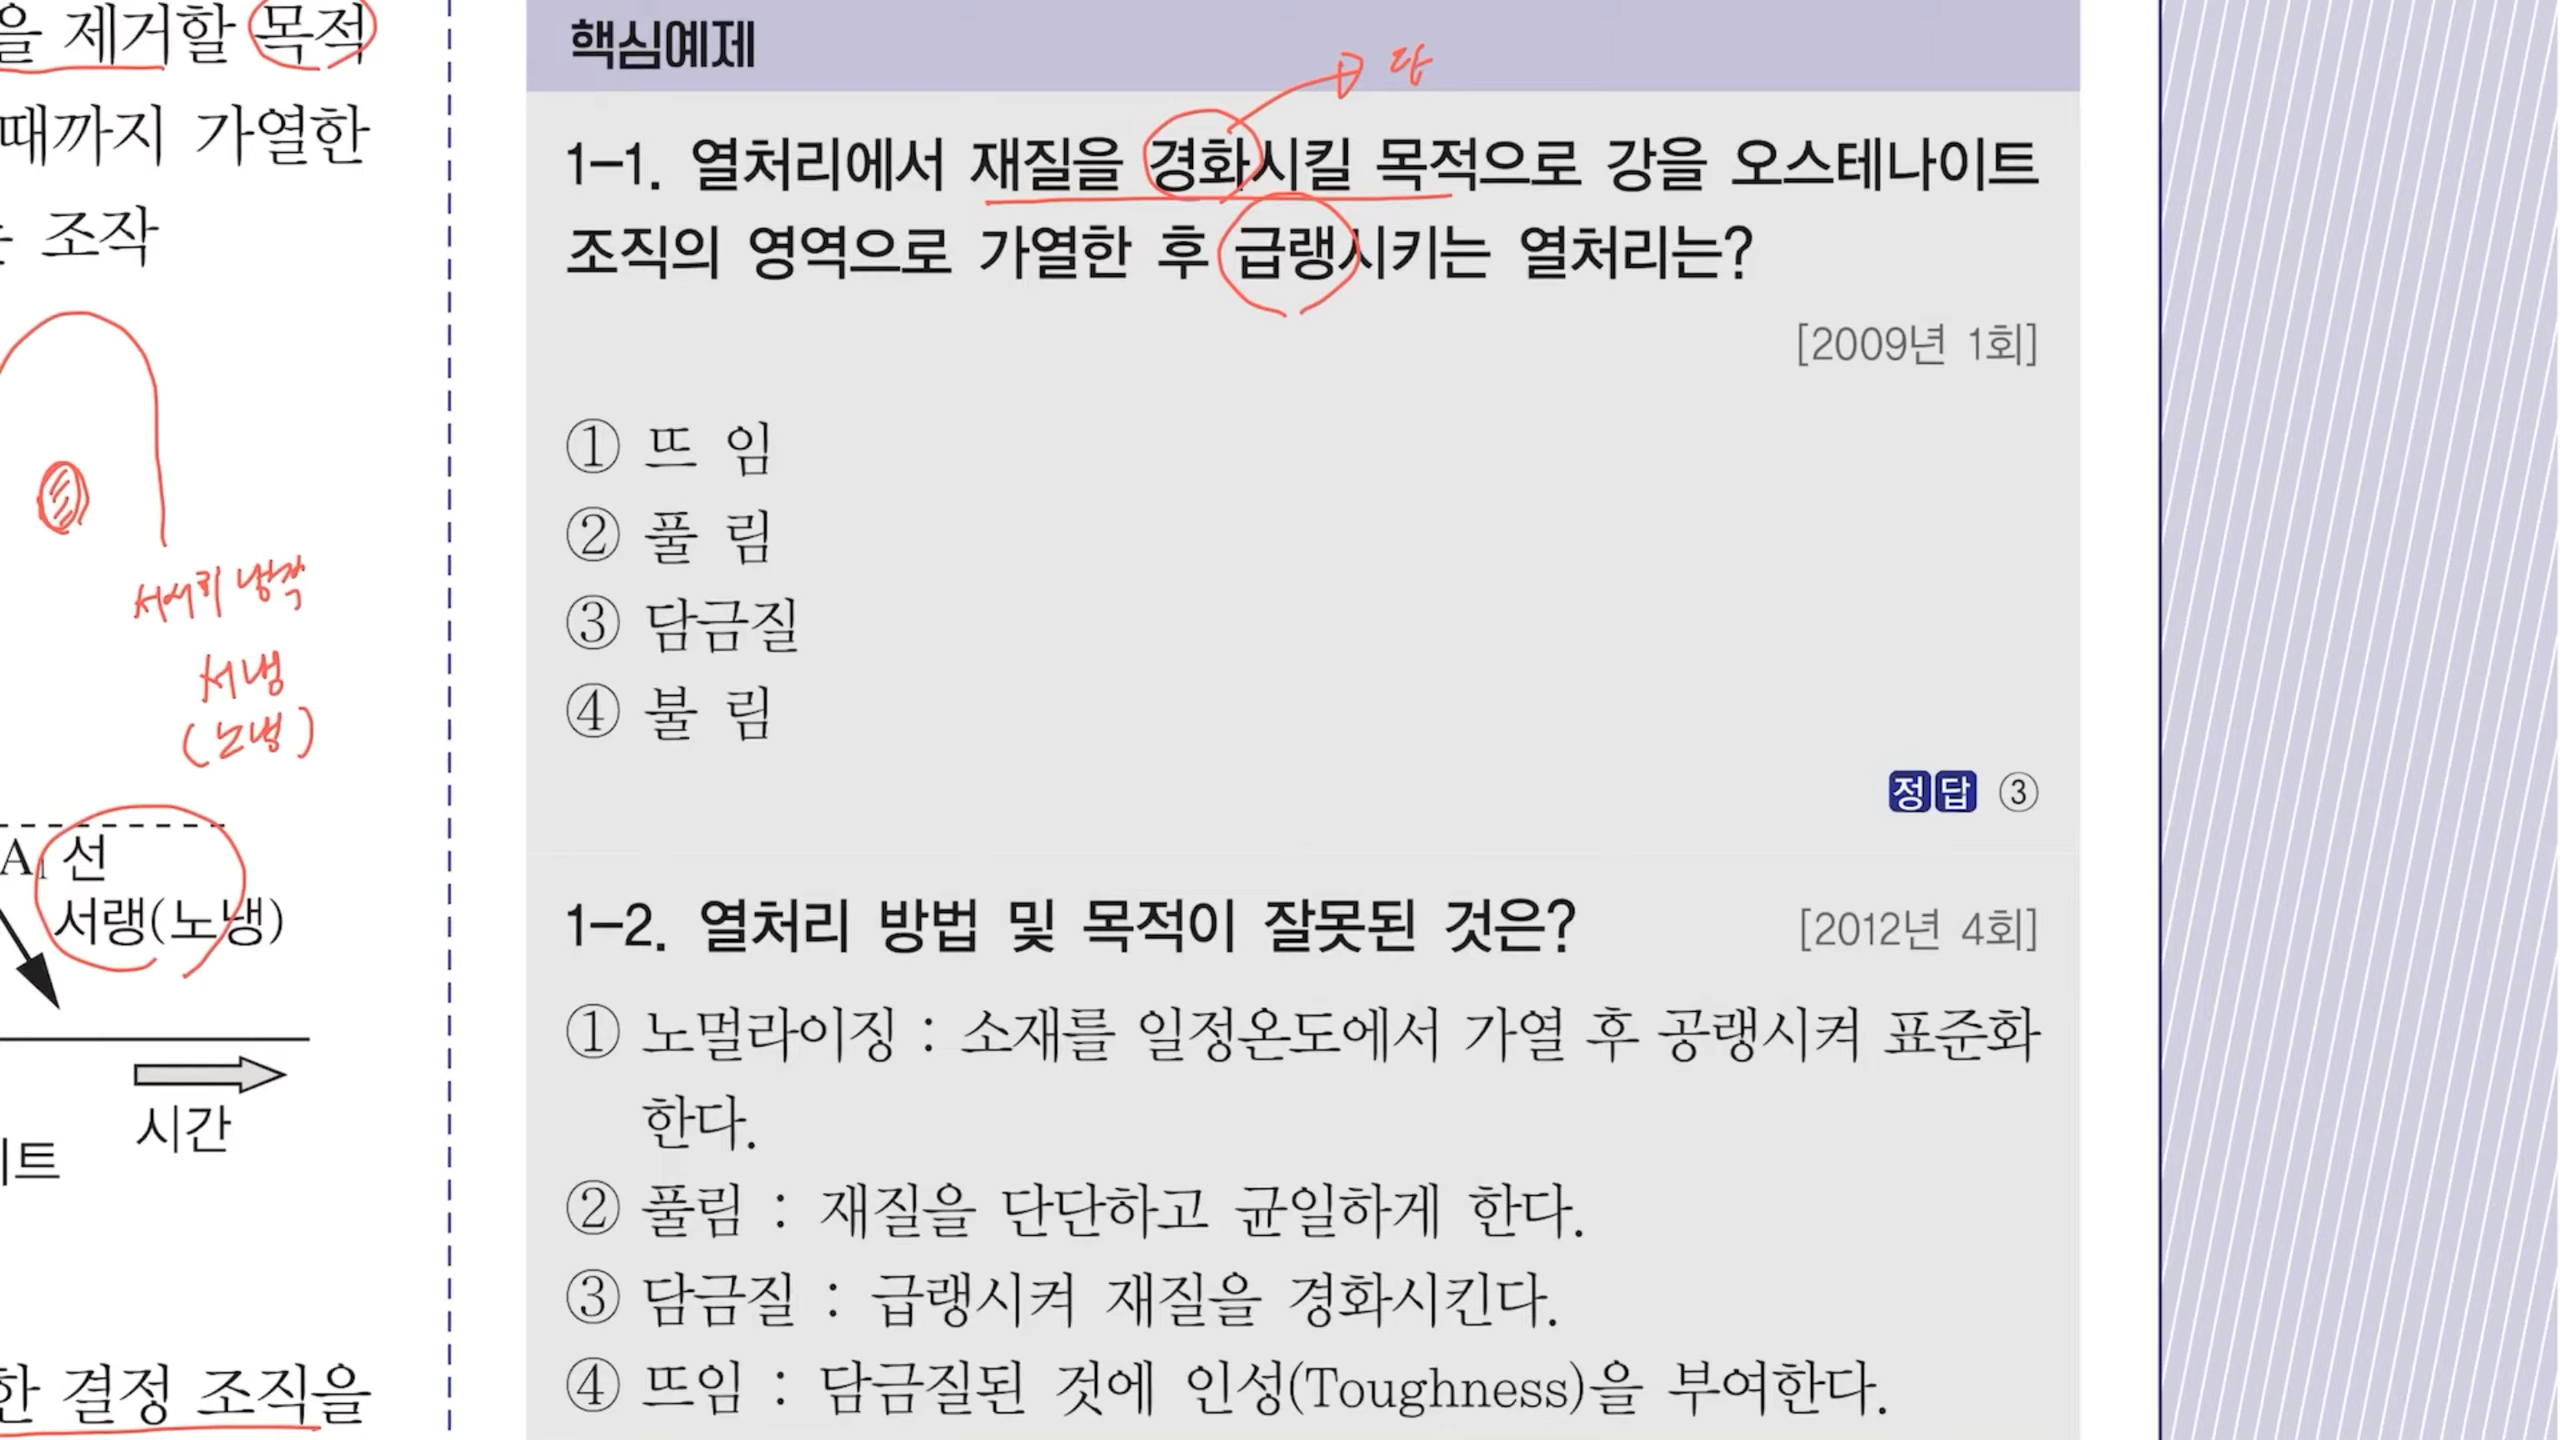 을 제거할 목적
때까지 가열한
조작
서서히 냉각
서냉
(노냉)
A₁ 선
서랭(노냉)
시간
이트
한 결정 조직을
핵심예제
답
1-1. 열처리에서 재질을 경화시킬 목적으로 강을 오스테나이트
조직의 영역으로 가열한 후 급랭시키는 열처리는?
[2009년 1회]
① 뜨 임
② 풀 림
③ 담금질
④ 불 림
정답 ③
1-2. 열처리 방법 및 목적이 잘못된 것은? [2012년 4회]
① 노멀라이징 : 소재를 일정온도에서 가열 후 공랭시켜 표준화
한다.
② 풀림 : 재질을 단단하고 균일하게 한다.
③ 담금질 : 급랭시켜 재질을 경화시킨다.
④ 뜨임 : 담금질된 것에 인성(Toughness)을 부여한다.